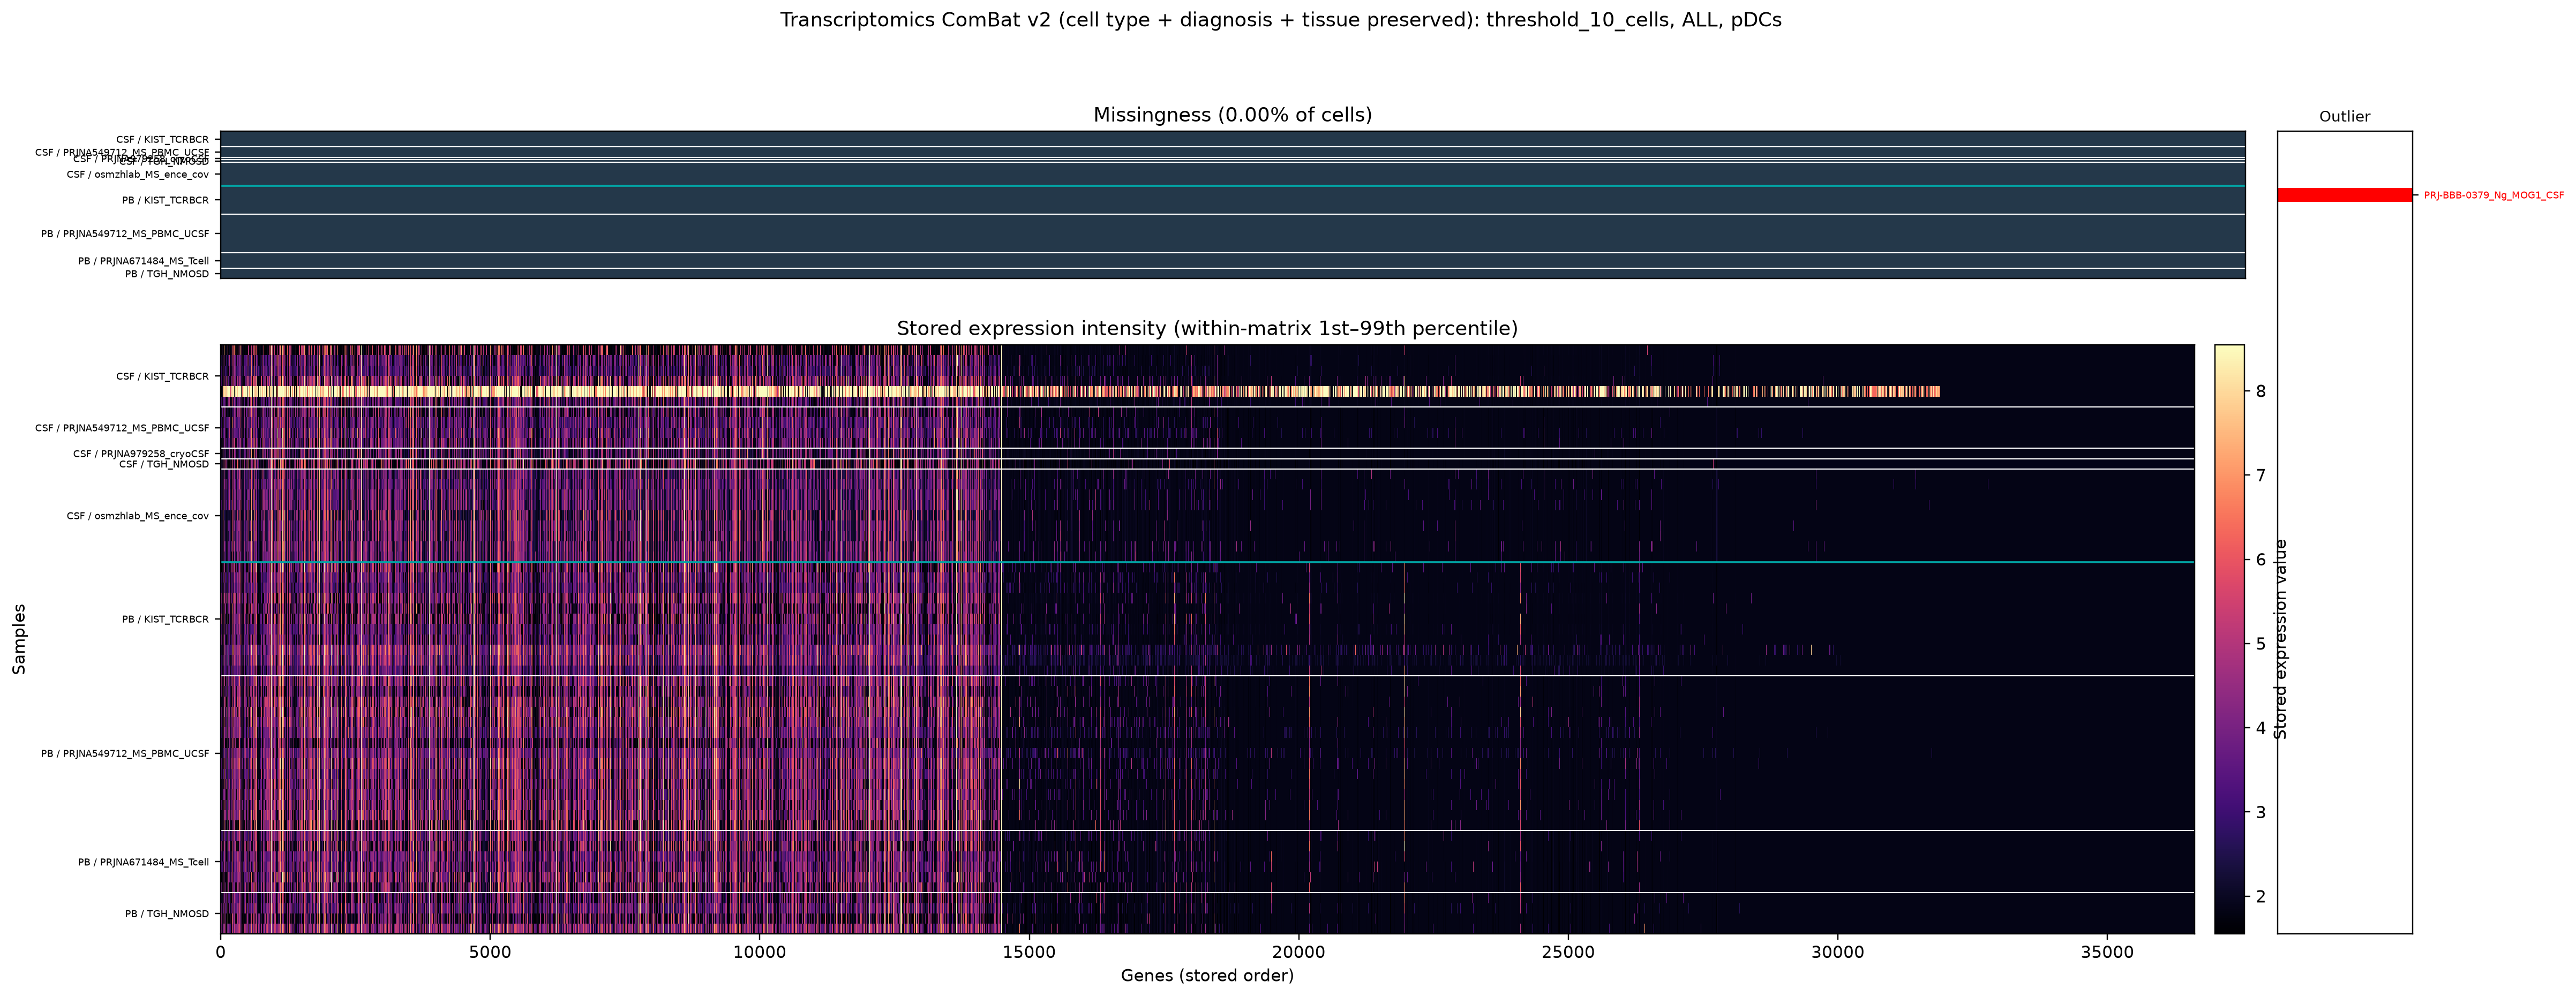 Transcriptomics ComBat v2 (cell type + diagnosis + tissue preserved): threshold_10_cells, ALL, pDCs
Missingness (0.00% of cells)
Outlier
CSF / KIST_TCRBCR
CSF / PRJNA549712_MS_PBMC_UCSF
CSF / PRJNA979258_cryoCSF
CSF / TGH_NMOSD
CSF / osmzhlab_MS_ence_cov
PB / KIST_TCRBCR
PB / PRJNA549712_MS_PBMC_UCSF
PB / PRJNA671484_MS_Tcell
PB / TGH_NMOSD
PRJ-BBB-0379_Ng_MOG1_CSF
Stored expression intensity (within-matrix 1st–99th percentile)
Samples
CSF / KIST_TCRBCR
CSF / PRJNA549712_MS_PBMC_UCSF
CSF / PRJNA979258_cryoCSF
CSF / TGH_NMOSD
CSF / osmzhlab_MS_ence_cov
PB / KIST_TCRBCR
PB / PRJNA549712_MS_PBMC_UCSF
PB / PRJNA671484_MS_Tcell
PB / TGH_NMOSD
0 5000 10000 15000 20000 25000 30000 35000
Genes (stored order)
8
7
6
5
4
3
2
Stored expression value